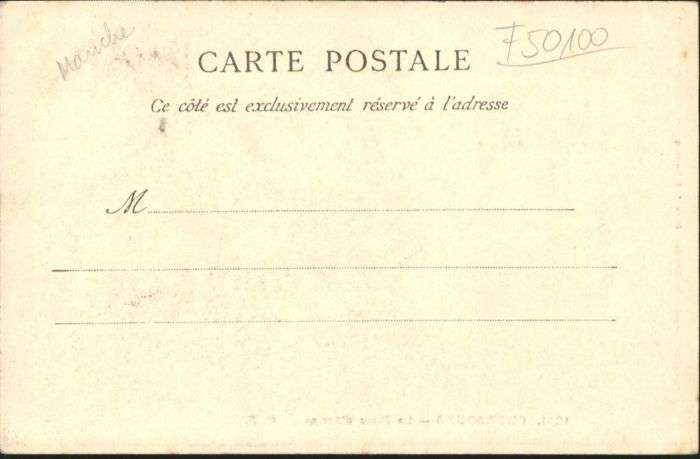 Manche
F50100
CARTE POSTALE
Ce côté est exclusivement réservé à l'adresse
M